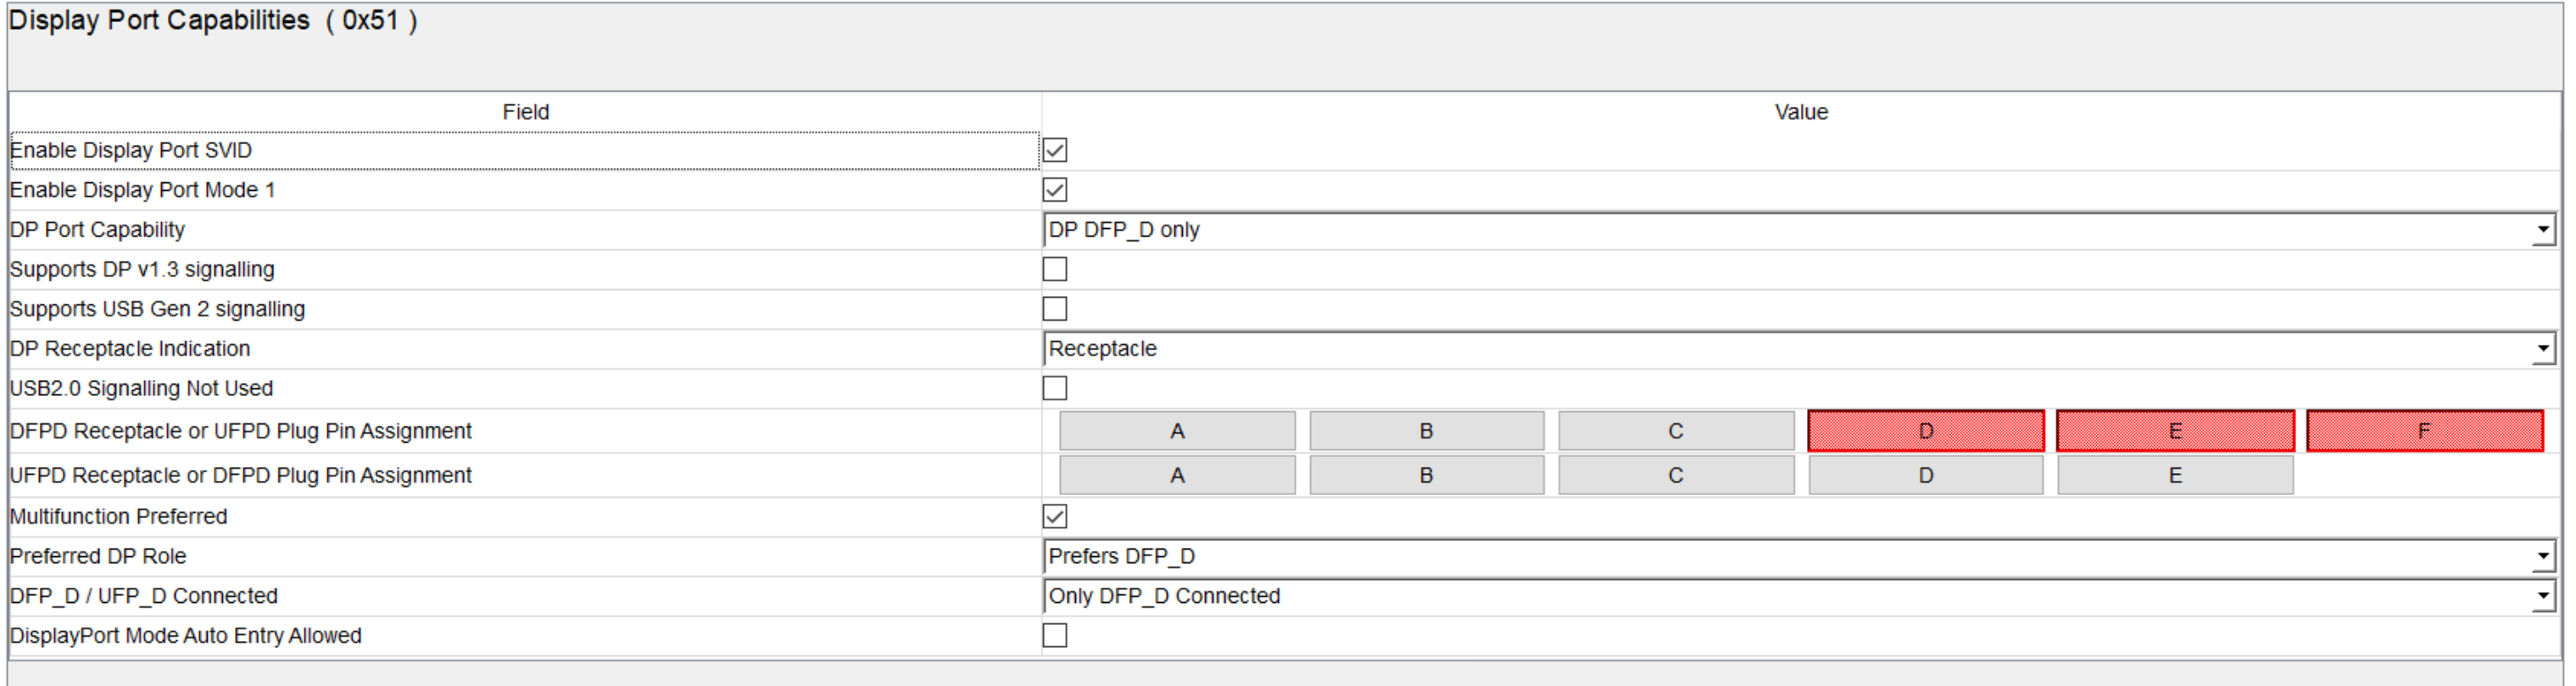 Display Port Capabilities ( 0x51 )
Field Value
Enable Display Port SVID
Enable Display Port Mode 1
DP Port Capability DP DFP_D only
Supports DP v1.3 signalling
Supports USB Gen 2 signalling
DP Receptacle Indication Receptacle
USB2.0 Signalling Not Used
DFPD Receptacle or UFPD Plug Pin Assignment A B C D E F
UFPD Receptacle or DFPD Plug Pin Assignment A B C D E
Multifunction Preferred
Preferred DP Role Prefers DFP_D
DFP_D / UFP_D Connected Only DFP_D Connected
DisplayPort Mode Auto Entry Allowed